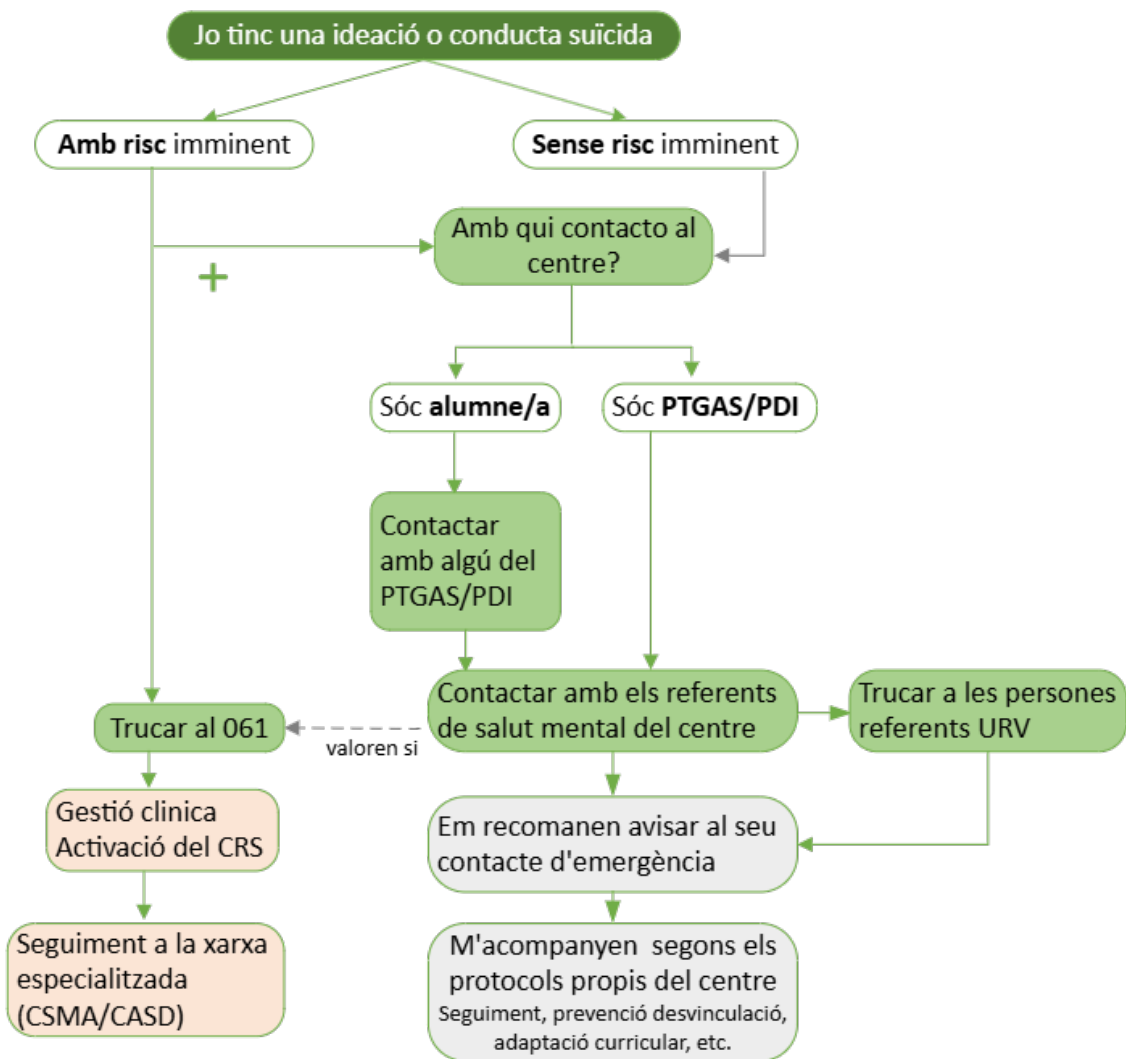 Jo tinc una ideació o conducta suïcida
Amb risc imminent
Sense risc imminent
Amb qui contacto al
centre?
+
Sóc alumne/a
Sóc PTGAS/PDI
Contactar
amb algú del
PTGAS/PDI
Contactar amb els referents
de salut mental del centre
Trucar a les persones
referents URV
Trucar al 061
valoren si
Gestió clinica
Activació del CRS
Em recomanen avisar al seu
contacte d'emergència
Seguiment a la xarxa
especialitzada
(CSMA/CASD)
M'acompanyen segons els
protocols propis del centre
Seguiment, prevenció desvinculació,
adaptació curricular, etc.